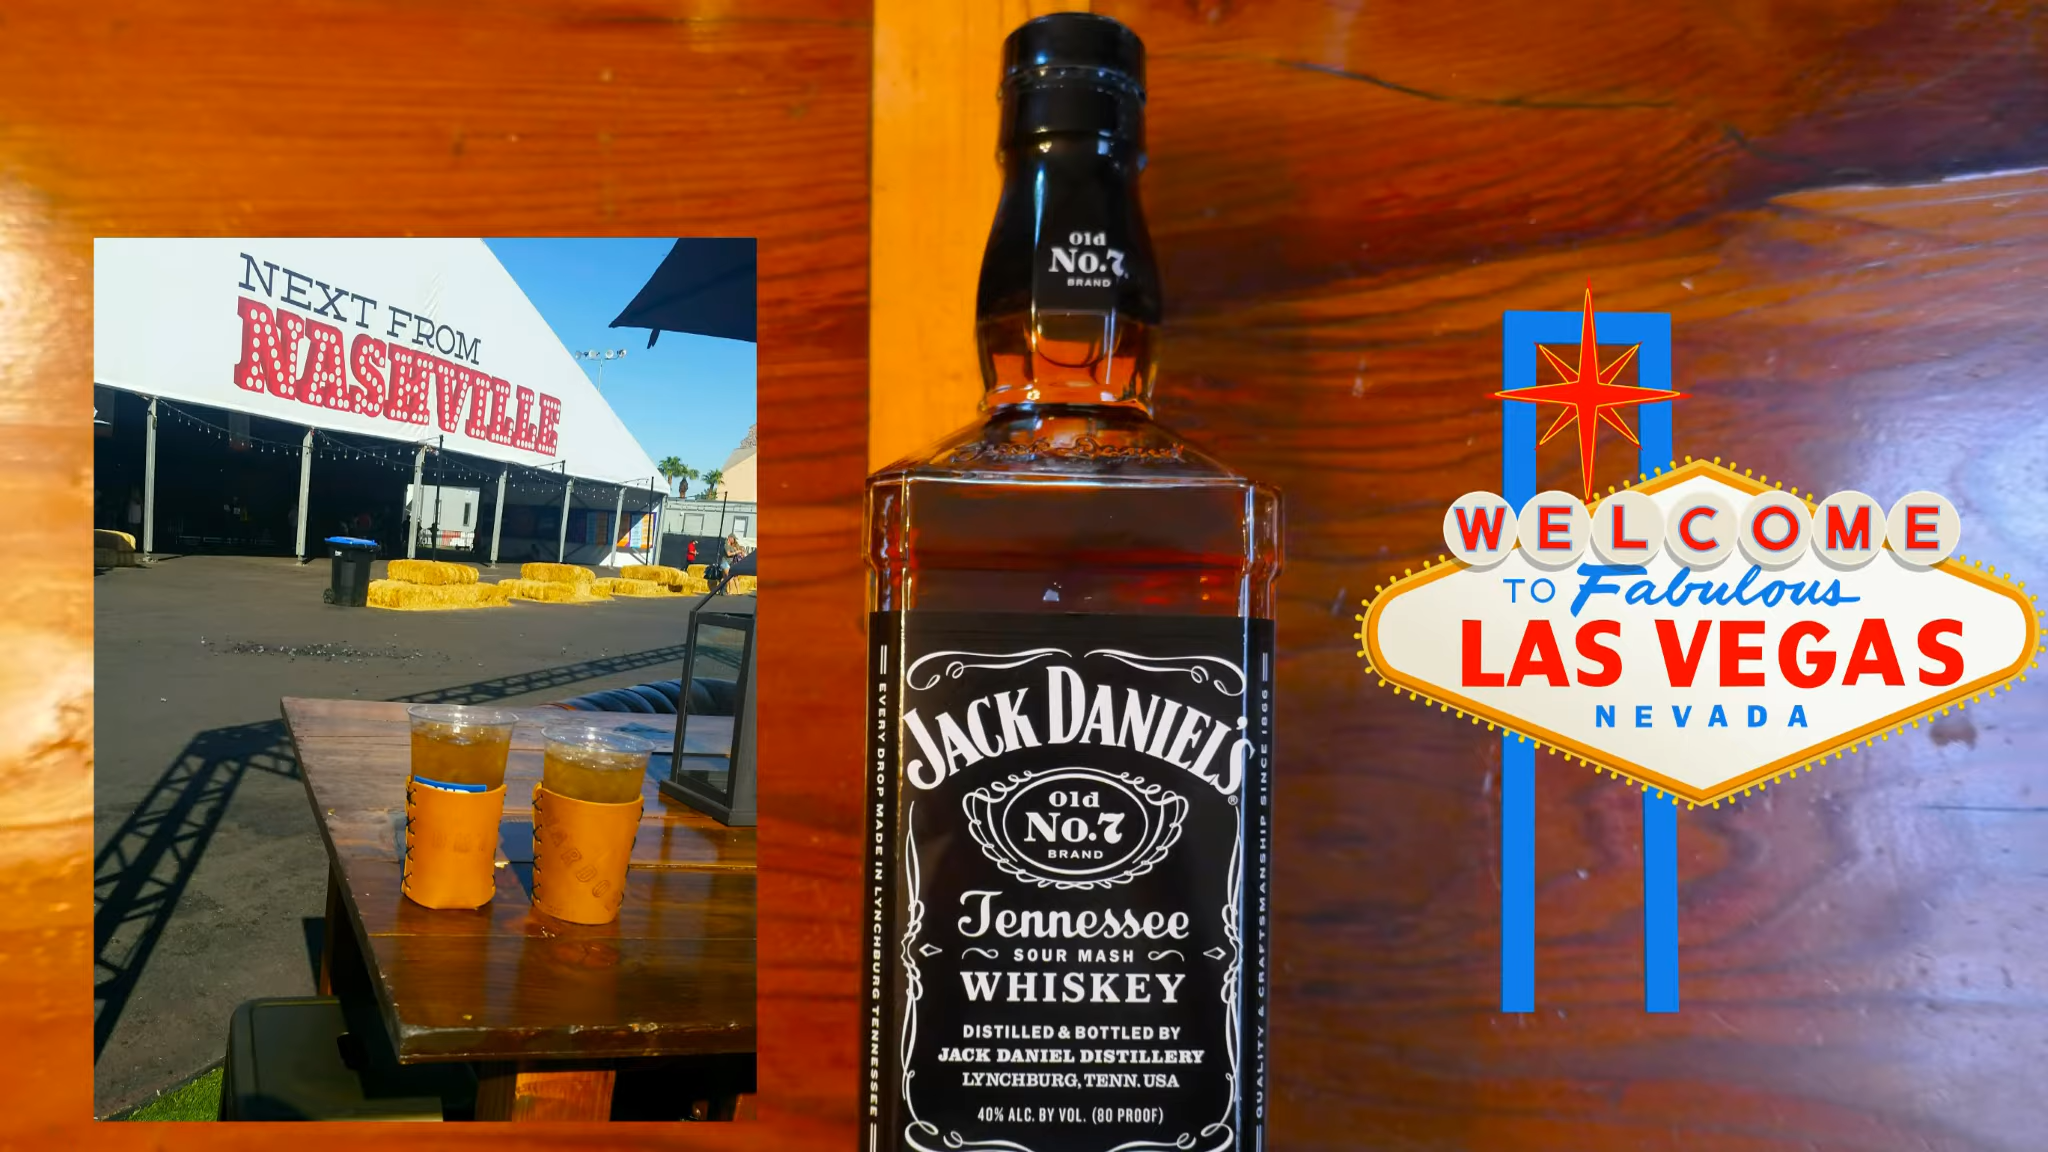 NEXT FROM
NASHVILLE
Old
No.7
BRAND
JACK DANIEL'S
Old
No.7
BRAND
Tennessee
SOUR MASH
WHISKEY
DISTILLED & BOTTLED BY
JACK DANIEL DISTILLERY
LYNCHBURG, TENN. USA
40% ALC. BY VOL. (80 PROOF)
EVERY DROP MADE IN LYNCHBURG TENNESSEE
QUALITY & CRAFTSMANSHIP SINCE 1866
WELCOME
TO Fabulous
LAS VEGAS
NEVADA